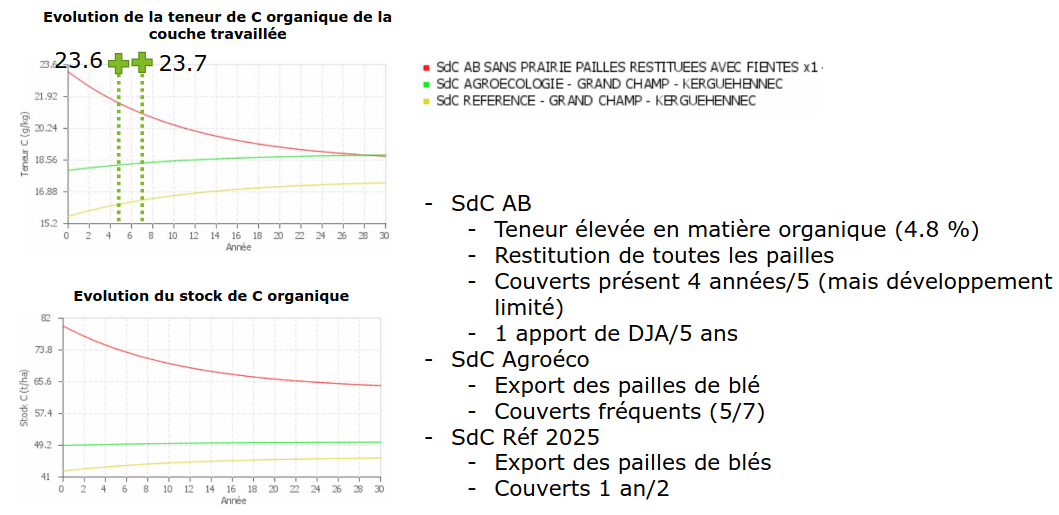 Evolution de la teneur de C organique de la
couche travaillée
23.6
23.7
23.6
21.92
20.24
18.56
16.88
15.2
Teneur C (g/kg)
0 2 4 6 8 10 12 14 16 18 20 22 24 26 28 30
Année
SdC AB SANS PRAIRIE PAILLES RESTITUEES AVEC FIENTES x1
SdC AGROECOLOGIE - GRAND CHAMP - KERGUEHENNEC
SdC REFERENCE - GRAND CHAMP - KERGUEHENNEC
Evolution du stock de C organique
82
73.8
65.6
57.4
49.2
41
Stock C (t/ha)
0 2 4 6 8 10 12 14 16 18 20 22 24 26 28 30
Année
- SdC AB
- Teneur élevée en matière organique (4.8 %)
- Restitution de toutes les pailles
- Couverts présent 4 années/5 (mais développement
limité)
- 1 apport de DJA/5 ans
- SdC Agroéco
- Export des pailles de blé
- Couverts fréquents (5/7)
- SdC Réf 2025
- Export des pailles de blés
- Couverts 1 an/2